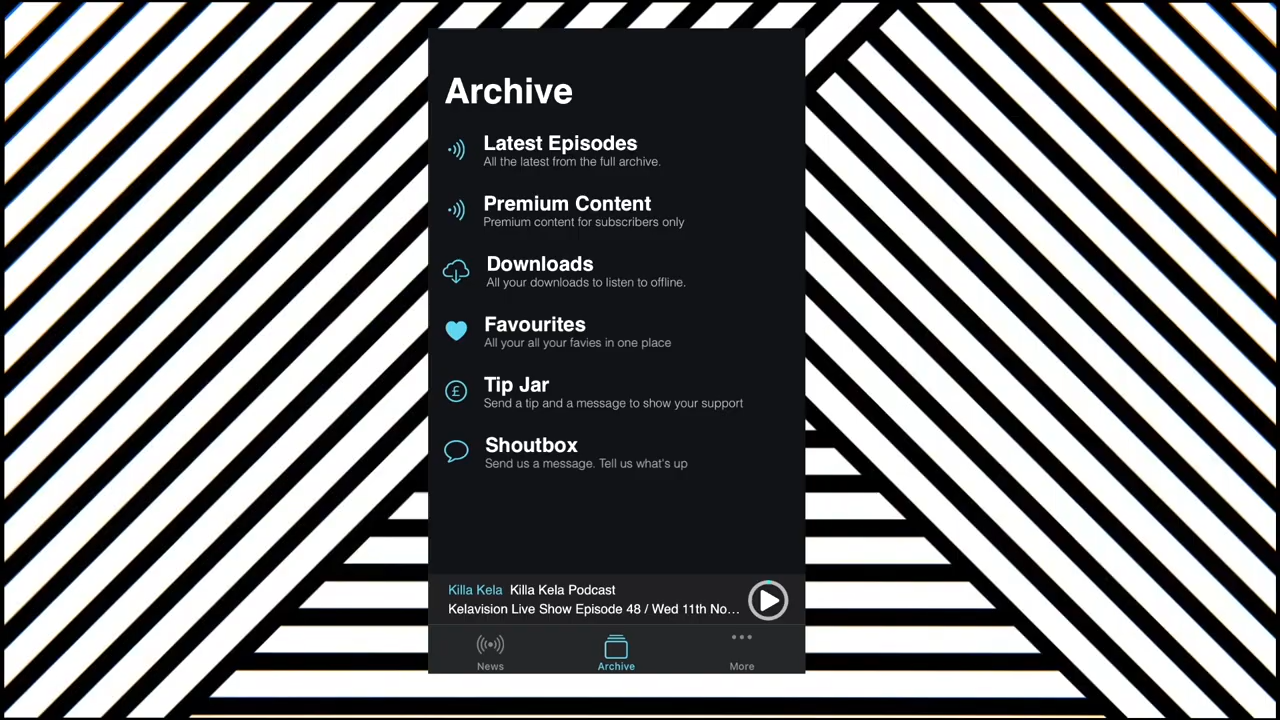 Archive
Latest Episodes
All the latest from the full archive.
Premium Content
Premium content for subscribers only
Downloads
All your downloads to listen to offline.
Favourites
All your all your favies in one place
£
Tip Jar
Send a tip and a message to show your support
Shoutbox
Send us a message. Tell us what's up
Killa Kela Killa Kela Podcast
Kelavision Live Show Episode 48 / Wed 11th No...
News
Archive
More